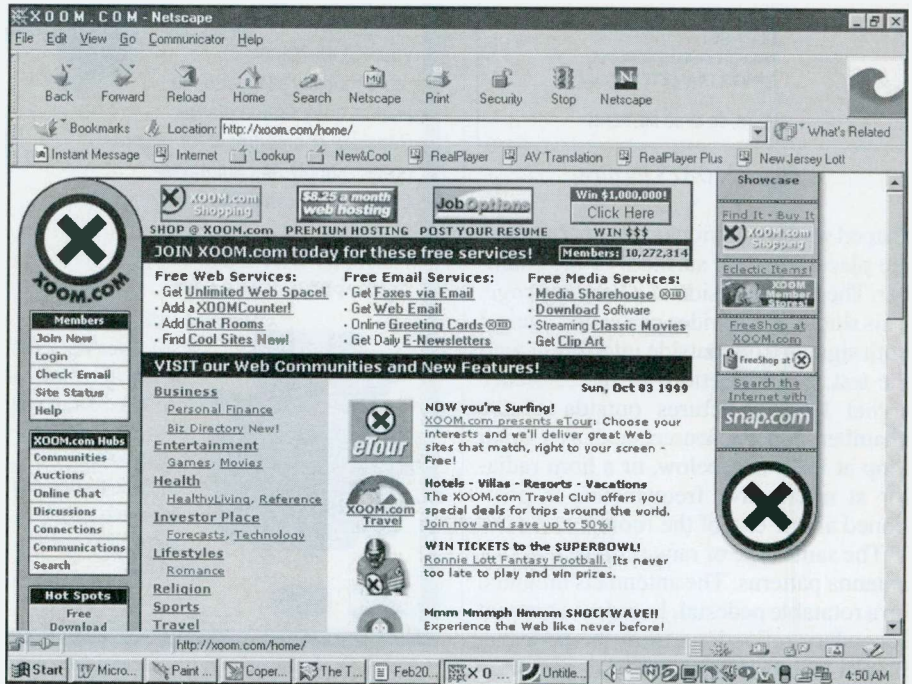 XOOM.COM - Netscape
File Edit View Go Communicator Help
Back Forward Reload Home Search Netscape Print Security Stop Netscape
Bookmarks Location: http://xoom.com/home/ What's Related
Instant Message Internet Lookup New&Cool RealPlayer AV Translation RealPlayer Plus New Jersey Lott
XOOM.COM
Members
Join Now
Login
Check Email
Site Status
Help
XOOM.com Hubs
Communities
Auctions
Online Chat
Discussions
Connections
Communications
Search
Hot Spots
Free
Download
XOOM.com
Shopping
$8.25 a month
web hosting
JobOptions
Win $1,000,000!
Click Here
SHOP @ XOOM.com PREMIUM HOSTING POST YOUR RESUME WIN $$$
JOIN XOOM.com today for these free services! Members: 10,272,314
Free Web Services:
· Get Unlimited Web Space!
· Add a XOOMCounter!
· Add Chat Rooms
· Find Cool Sites New!
Free Email Services:
· Get Faxes via Email
· Get Web Email
· Online Greeting Cards
· Get Daily E-Newsletters
Free Media Services:
· Media Sharehouse
· Download Software
· Streaming Classic Movies
· Get Clip Art
VISIT our Web Communities and New Features!
Sun, Oct 03 1999
Business
Personal Finance
Biz Directory New!
Entertainment
Games, Movies
Health
HealthyLiving, Reference
Investor Place
Forecasts, Technology
Lifestyles
Romance
Religion
Sports
Travel
eTour
NOW you're Surfing!
XOOM.com presents eTour: Choose your
interests and we'll deliver great Web
sites that match, right to your screen -
Free!
XOOM.com
Travel
Hotels - Villas - Resorts - Vacations
The XOOM.com Travel Club offers you
special deals for trips around the world.
Join now and save up to 50%!
WIN TICKETS to the SUPERBOWL!
Ronnie Lott Fantasy Football. Its never
too late to play and win prizes.
Mmm Mmmph Hmmm SHOCKWAVE!!
Experience the Web like never before!
Showcase
Find It - Buy It
XOOM.com
Shopping
Eclectic Items!
XOOM
Member
FreeShop at
XOOM.com
FreeShop at
Search the
Internet with
snap.com
http://xoom.com/home/
Start Micro... Paint ... Coper... The T... Feb20... X O ... Untitle... 4:50 AM